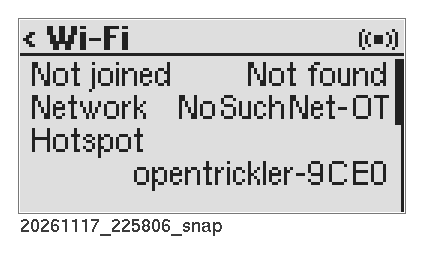 < Wi-Fi
Not joined Not found
Network NoSuchNet-OT
Hotspot
opentrickler-9CE0
20261117_225806_snap